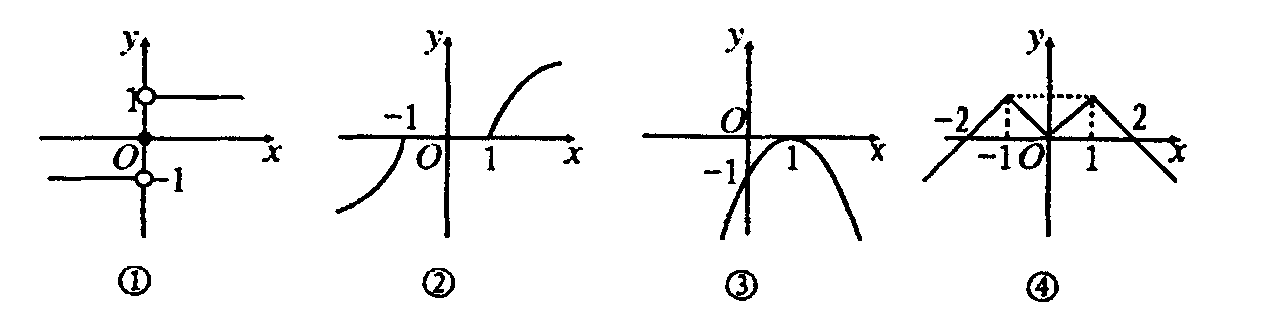 y y y y
1 -1 O -2 2
O x O 1 x -1 1 x -1 O 1 x
-1
① ② ③ ④